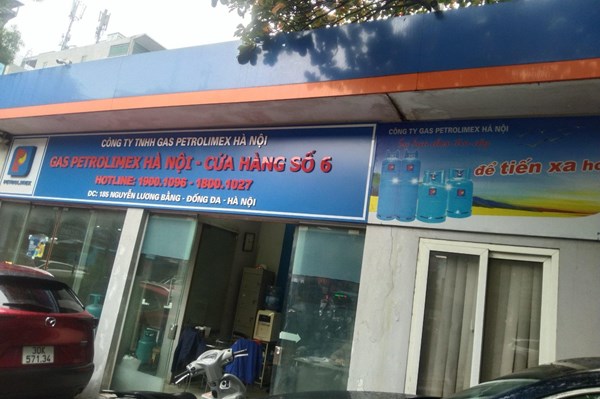 CÔNG TY TNHH GAS PETROLIMEX HÀ NỘI
GAS PETROLIMEX HÀ NỘI - CỬA HÀNG SỐ 6
HOTLINE: 1900.1096 - 1800.1027
ĐC: 185 NGUYỄN LƯƠNG BẰNG - ĐỐNG ĐA - HÀ NỘI
PETROLIMEX
CÔNG TY GAS PETROLIMEX HÀ NỘI
để tiến xa
571.34